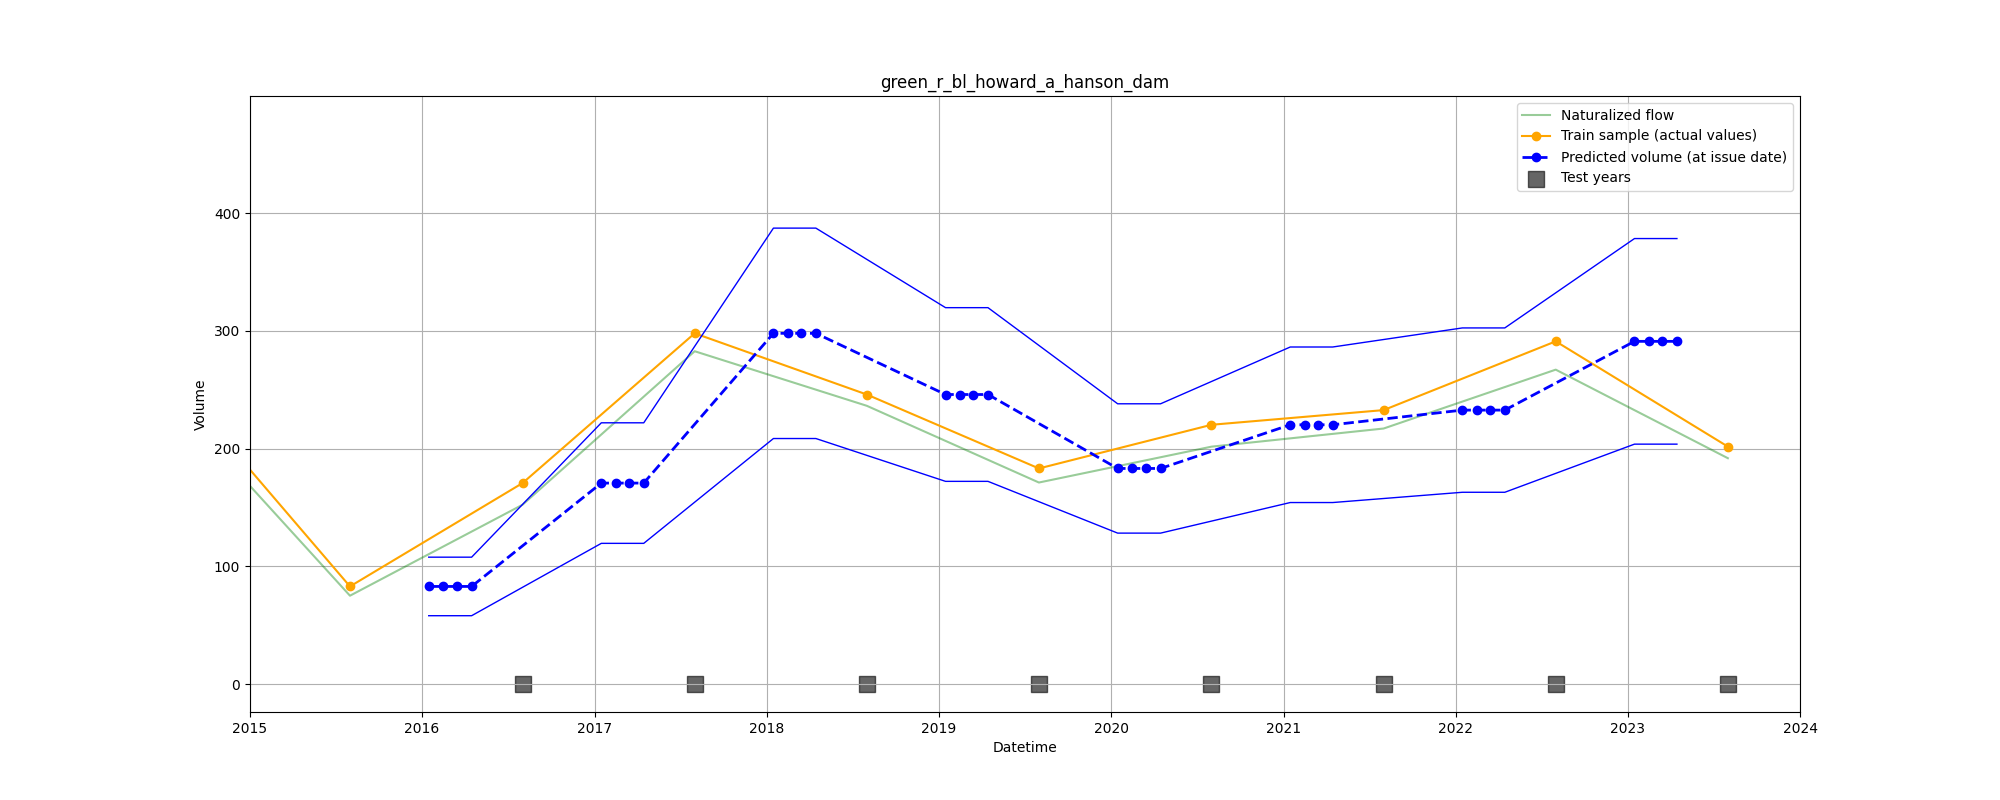 green_r_bl_howard_a_hanson_dam
Naturalized flow
Train sample (actual values)
Predicted volume (at issue date)
Test years
Volume
400
300
200
100
0
2015 2016 2017 2018 2019 2020 2021 2022 2023 2024
Datetime